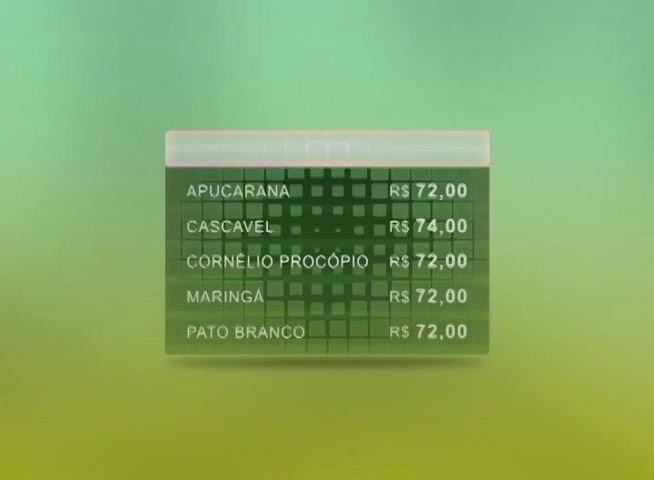 APUCARANA R$ 72,00
CASCAVEL R$ 74,00
CORNÉLIO PROCÓPIO R$ 72,00
MARINGÁ R$ 72,00
PATO BRANCO R$ 72,00